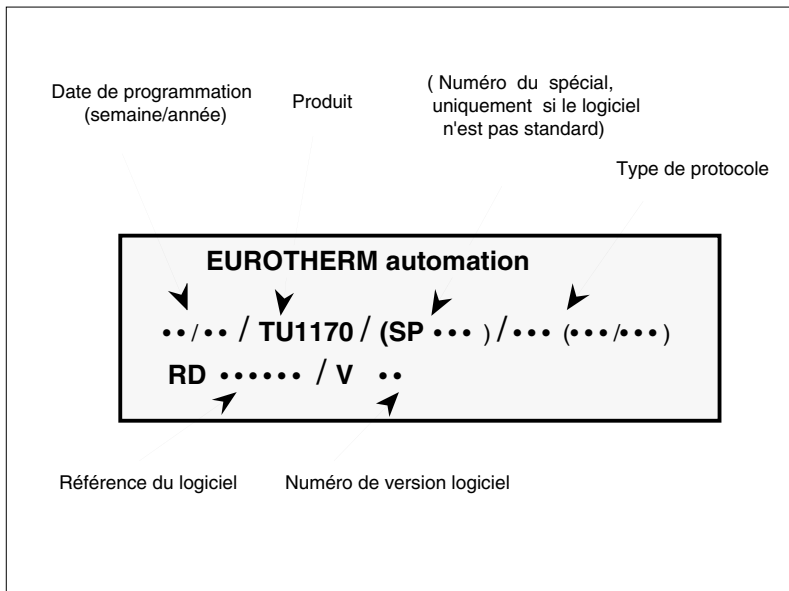 Date de programmation
(semaine/année)
Produit
( Numéro du spécial,
uniquement si le logiciel
n'est pas standard)
Type de protocole
EUROTHERM automation
••/•• / TU1170 / (SP ••• ) / ••• (•••/••• )
RD •••••• / V ••
Référence du logiciel
Numéro de version logiciel